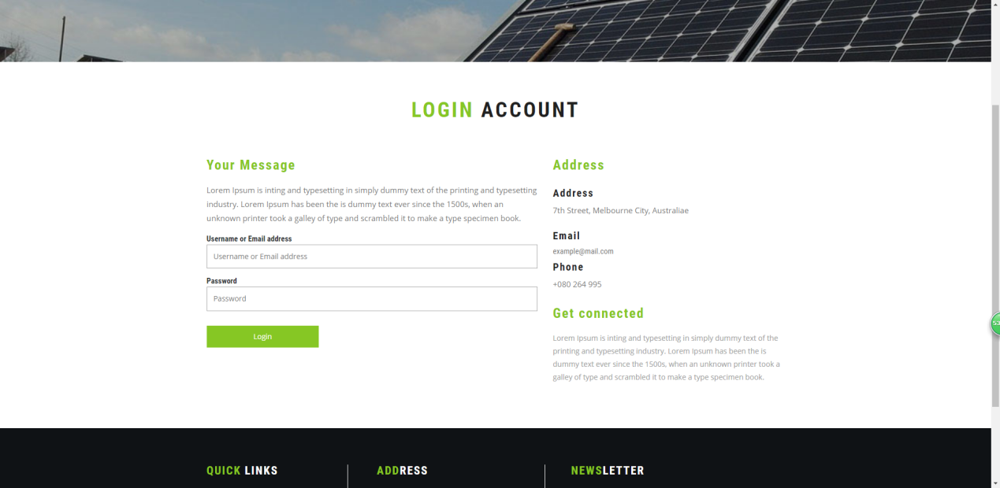 LOGIN ACCOUNT
Your Message
Lorem Ipsum is inting and typesetting in simply dummy text of the printing and typesetting
industry. Lorem Ipsum has been the is dummy text ever since the 1500s, when an
unknown printer took a galley of type and scrambled it to make a type specimen book.
Username or Email address
Username or Email address
Password
Password
Login
Address
Address
7th Street, Melbourne City, Australiae
Email
example@mail.com
Phone
+080 264 995
Get connected
Lorem Ipsum is inting and typesetting in simply dummy text of the
printing and typesetting industry. Lorem Ipsum has been the is
dummy text ever since the 1500s, when an unknown printer took a
galley of type and scrambled it to make a type specimen book.
QUICK LINKS
ADDRESS
NEWSLETTER